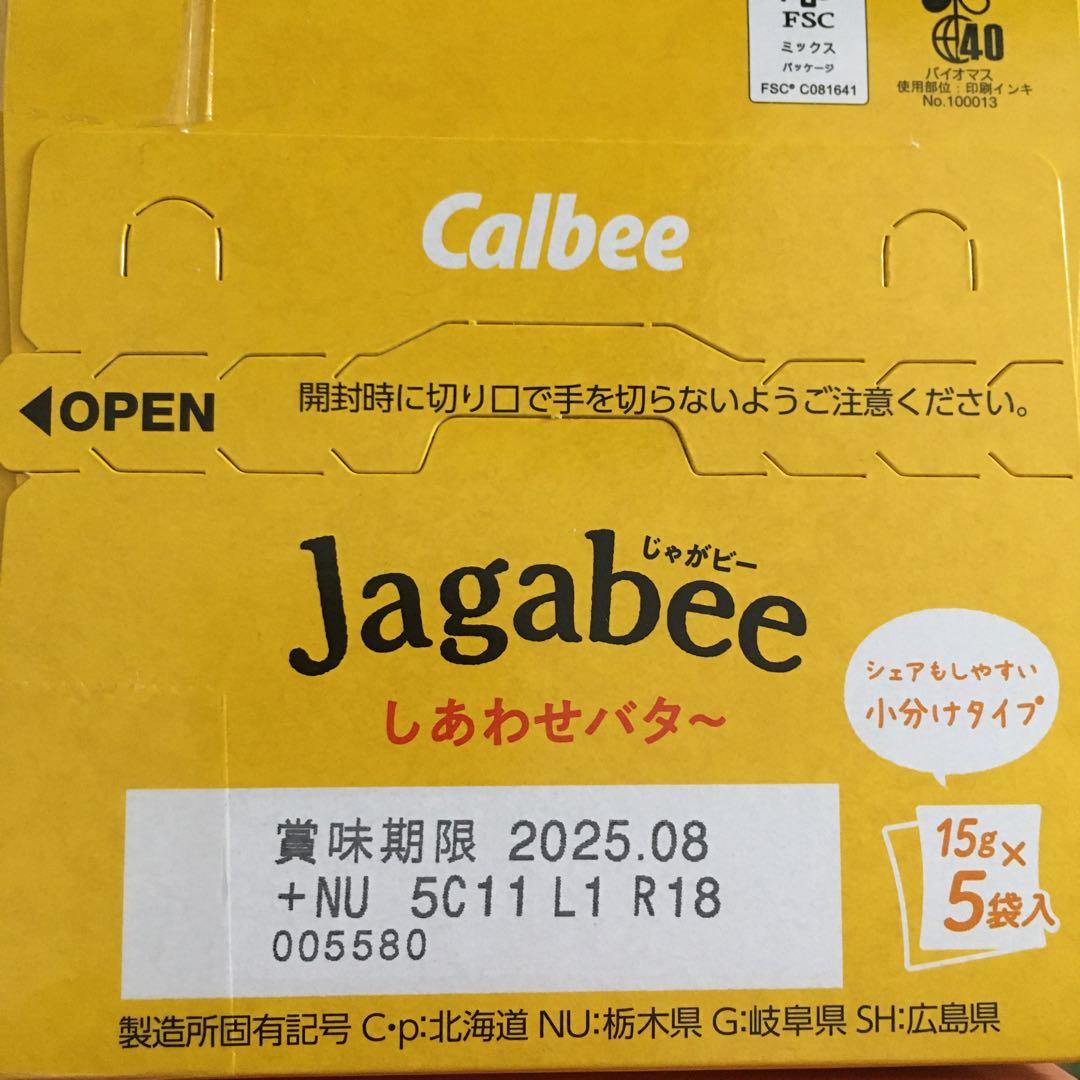 FSC
ミックス
パッケージ
FSC® C081641
40
バイオマス
使用部位：印刷インキ
No.100013
Calbee
◀OPEN
開封時に切り口で手を切らないようご注意ください。
じゃがビー
Jagabee
しあわせバタ～
シェアもしやすい
小分けタイプ
15g×
5袋入
賞味期限 2025.08
+NU 5C11 L1 R18
005580
製造所固有記号 C・p:北海道 NU:栃木県 G:岐阜県 SH:広島県